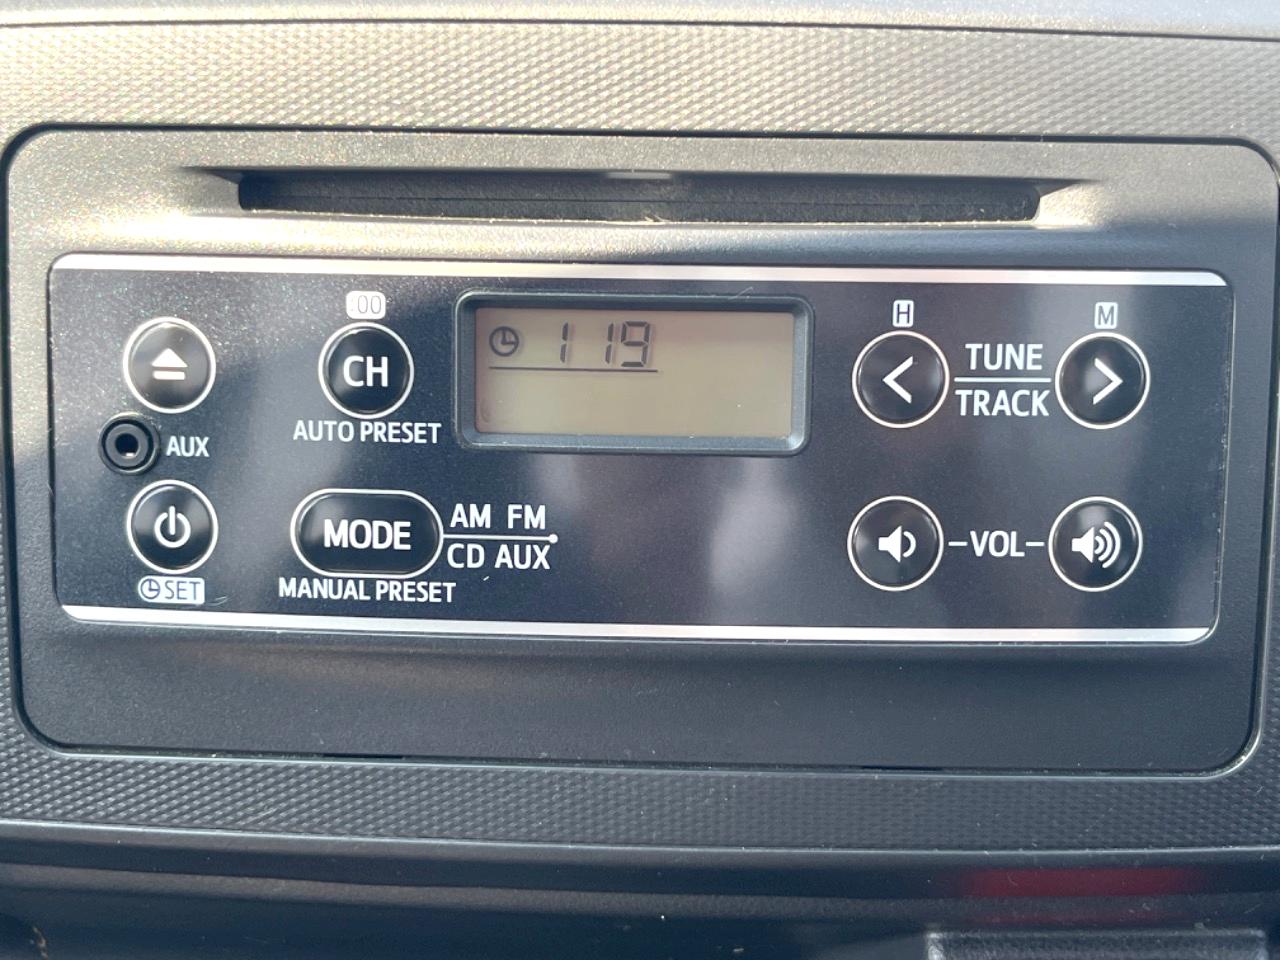 :00
H
M
CH
1 19
TUNE
TRACK
AUTO PRESET
AUX
MODE
AM FM
CD AUX
VOL
SET
MANUAL PRESET